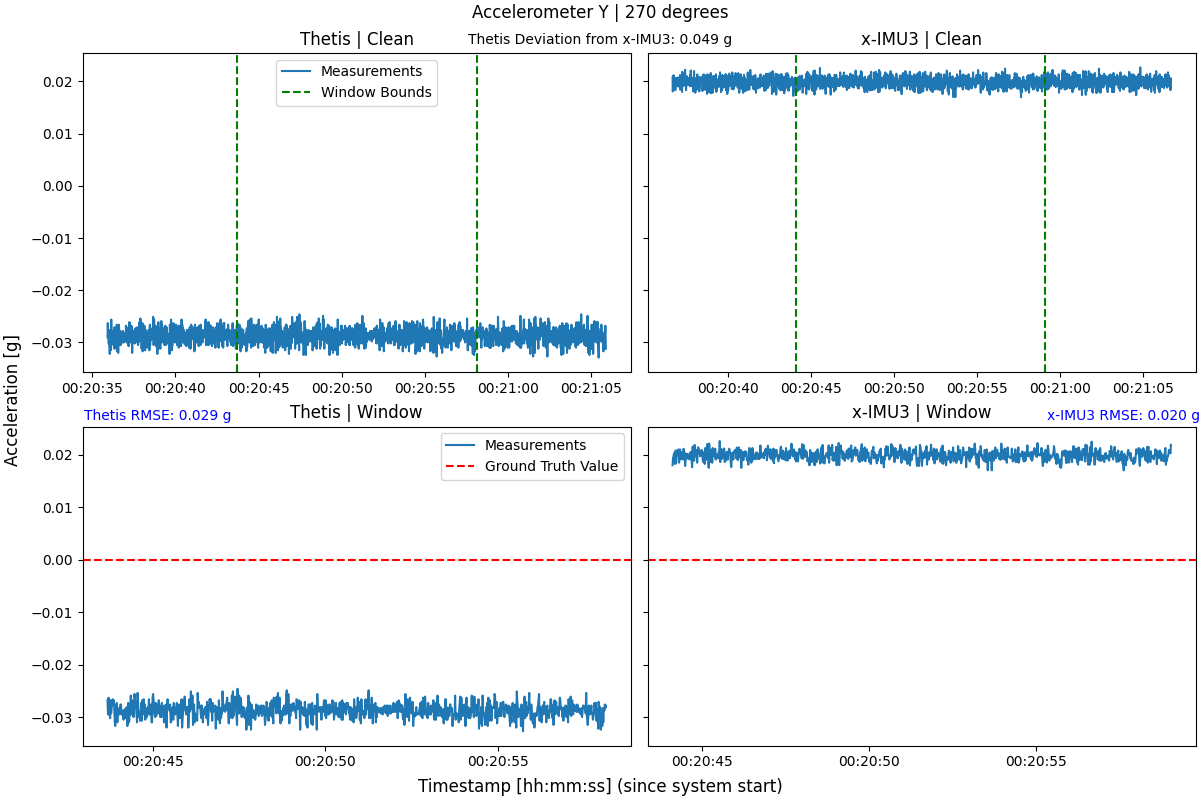 Accelerometer Y | 270 degrees
Thetis | Clean
Thetis Deviation from x-IMU3: 0.049 g
x-IMU3 | Clean
Measurements
Window Bounds
0.02
0.01
0.00
−0.01
−0.02
−0.03
00:20:35 00:20:40 00:20:45 00:20:50 00:20:55 00:21:00 00:21:05
00:20:40 00:20:45 00:20:50 00:20:55 00:21:00 00:21:05
Acceleration [g]
Thetis RMSE: 0.029 g
Thetis | Window
x-IMU3 | Window
x-IMU3 RMSE: 0.020 g
Measurements
Ground Truth Value
0.02
0.01
0.00
−0.01
−0.02
−0.03
00:20:45 00:20:50 00:20:55
00:20:45 00:20:50 00:20:55
Timestamp [hh:mm:ss] (since system start)